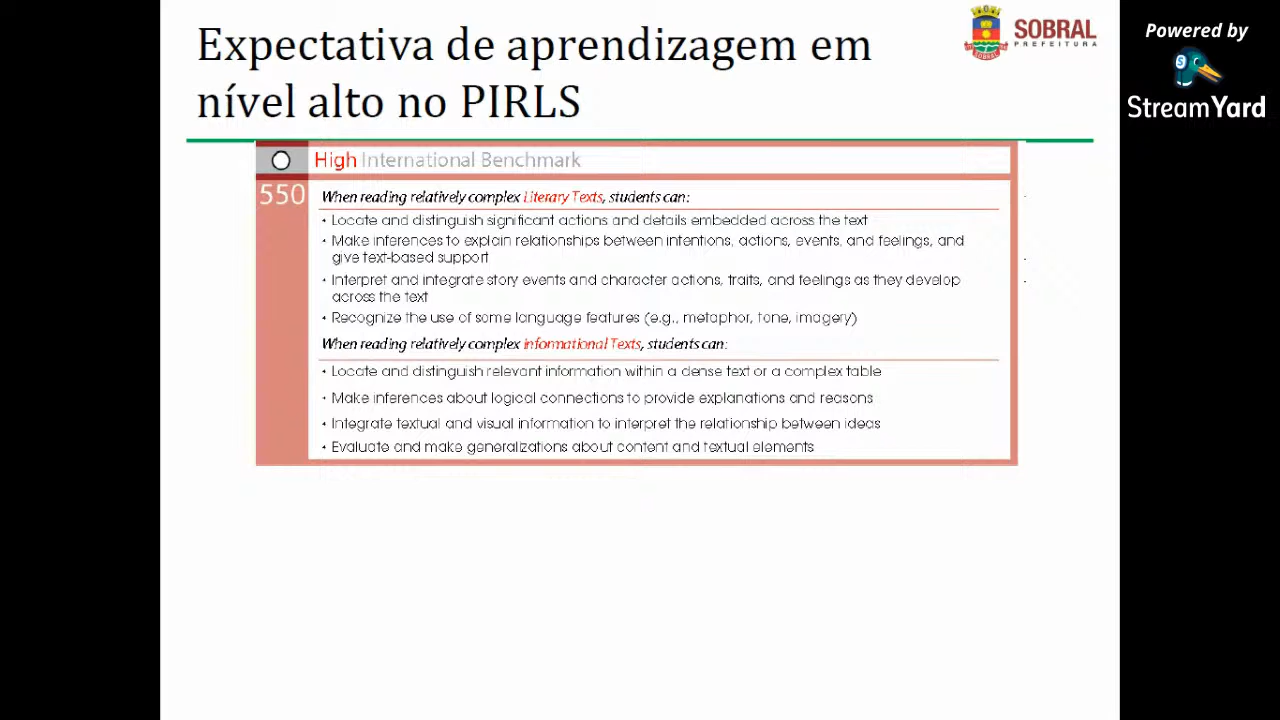 Expectativa de aprendizagem em
nível alto no PIRLS
SOBRAL
PREFEITURA
Powered by
StreamYard
High International Benchmark
550
When reading relatively complex Literary Texts, students can:
• Locate and distinguish significant actions and details embedded across the text
• Make inferences to explain relationships between intentions, actions, events, and feelings, and
give text-based support
• Interpret and integrate story events and character actions, traits, and feelings as they develop
across the text
• Recognize the use of some language features (e.g., metaphor, tone, imagery)
When reading relatively complex Informational Texts, students can:
• Locate and distinguish relevant information within a dense text or a complex table
• Make inferences about logical connections to provide explanations and reasons
• Integrate textual and visual information to interpret the relationship between ideas
• Evaluate and make generalizations about content and textual elements